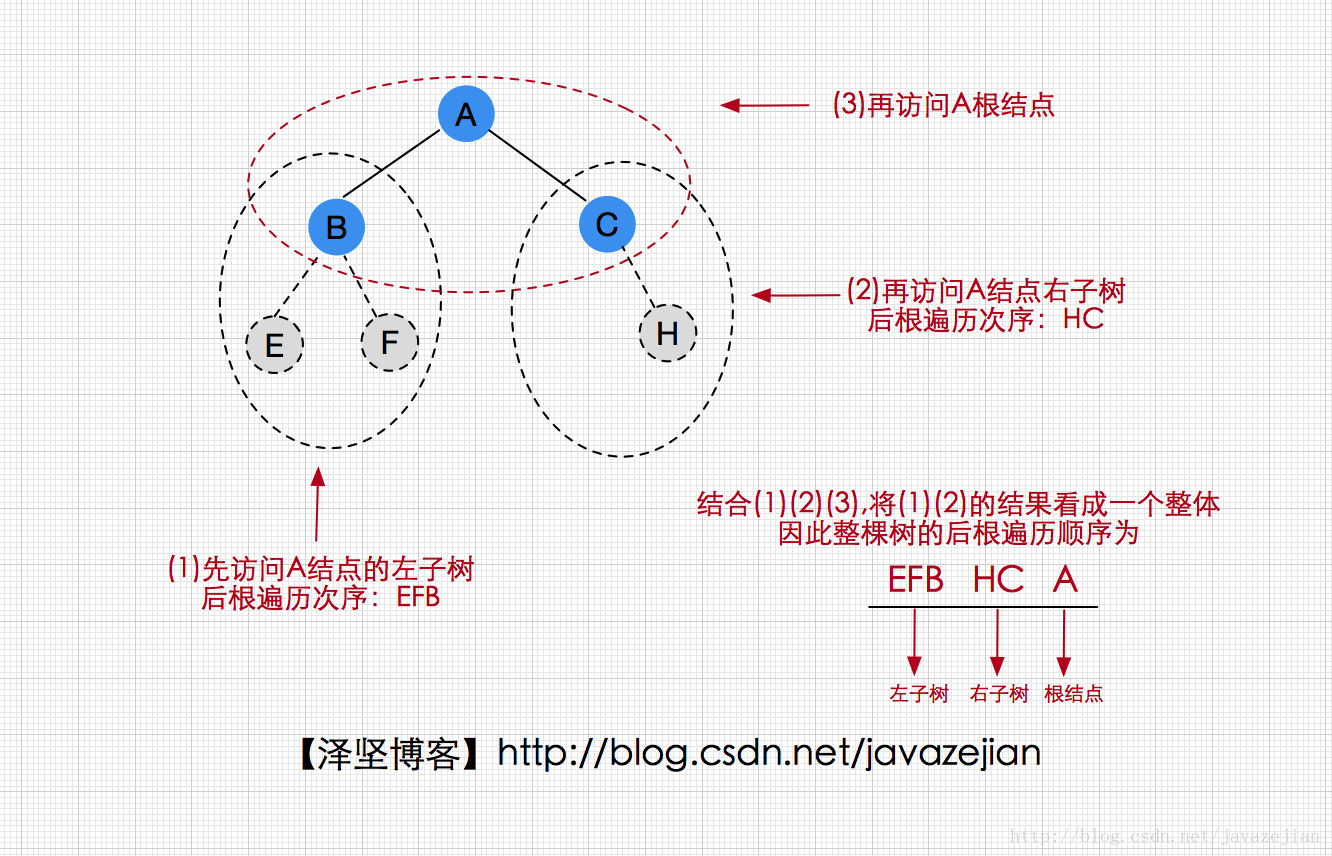 A
(3)再访问A根结点
B
C
(2)再访问A结点右子树
后根遍历次序：HC
E
F
H
(1)先访问A结点的左子树
后根遍历次序：EFB
结合(1)(2)(3),将(1)(2)的结果看成一个整体
因此整棵树的后根遍历顺序为
EFB HC A
左子树 右子树 根结点
【泽坚博客】http://blog.csdn.net/javazejian
http://blog.csdn.net/javazejian